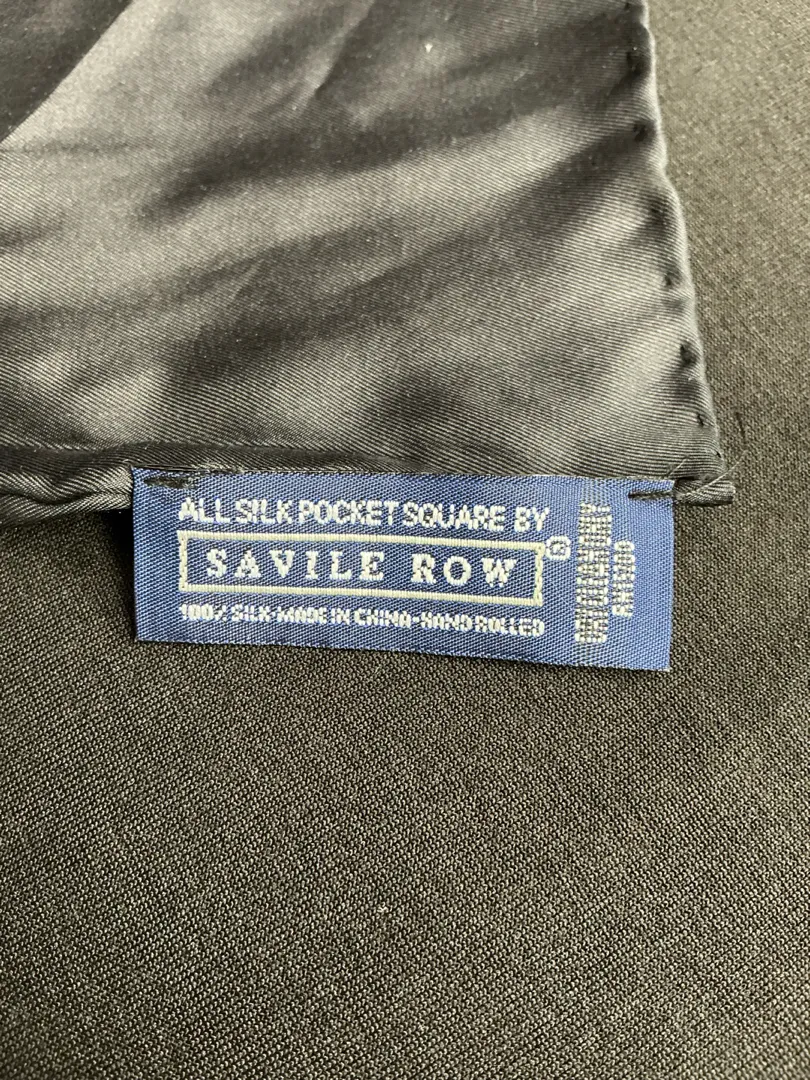 ALL SILK POCKET SQUARE BY
SAVILE ROW ®
100% SILK-MADE IN CHINA-HAND ROLLED